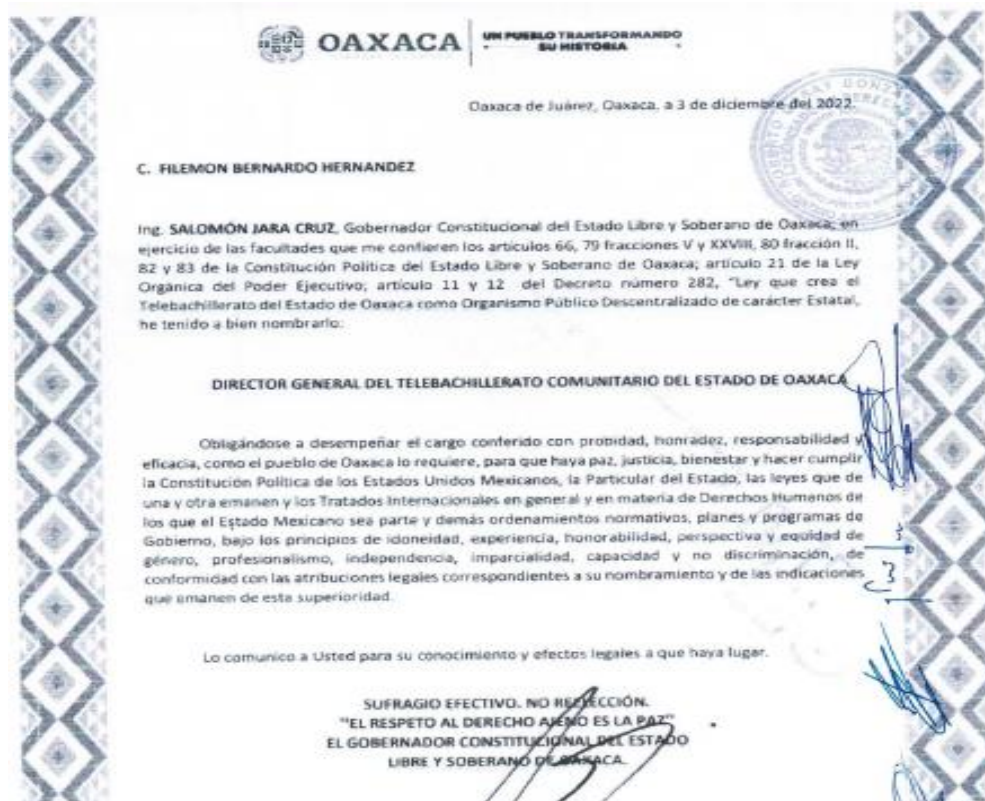 OAXACA
UN PUEBLO TRANSFORMANDO
SU HISTORIA
Oaxaca de Juárez, Oaxaca, a 3 de diciembre del 2022.
C. FILEMON BERNARDO HERNANDEZ
Ing. SALOMÓN JARA CRUZ, Gobernador Constitucional del Estado Libre y Soberano de Oaxaca; en
ejercicio de las facultades que me confieren los artículos 66, 79 fracciones V y XXVIII, 80 fracción II,
82 y 83 de la Constitución Política del Estado Libre y Soberano de Oaxaca; artículo 21 de la Ley
Orgánica del Poder Ejecutivo; artículo 11 y 12 del Decreto número 282, "Ley que crea el
Telebachillerato del Estado de Oaxaca como Organismo Público Descentralizado de carácter Estatal,
he tenido a bien nombrarlo:
DIRECTOR GENERAL DEL TELEBACHILLERATO COMUNITARIO DEL ESTADO DE OAXACA
Obligándose a desempeñar el cargo conferido con probidad, honradez, responsabilidad y
eficacia, como el pueblo de Oaxaca lo requiere, para que haya paz, justicia, bienestar y hacer cumplir
la Constitución Política de los Estados Unidos Mexicanos, la Particular del Estado, las leyes que de
una y otra emanen y los Tratados Internacionales en general y en materia de Derechos Humanos de
los que el Estado Mexicano sea parte y demás ordenamientos normativos, planes y programas de
Gobierno, bajo los principios de idoneidad, experiencia, honorabilidad, perspectiva y equidad de
género, profesionalismo, independencia, imparcialidad, capacidad y no discriminación, de
conformidad con las atribuciones legales correspondientes a su nombramiento y de las indicaciones
que emanen de esta superioridad.
Lo comunico a Usted para su conocimiento y efectos legales a que haya lugar.
SUFRAGIO EFECTIVO. NO REELECCIÓN.
"EL RESPETO AL DERECHO AJENO ES LA PAZ"
EL GOBERNADOR CONSTITUCIONAL DEL ESTADO
LIBRE Y SOBERANO DE OAXACA.